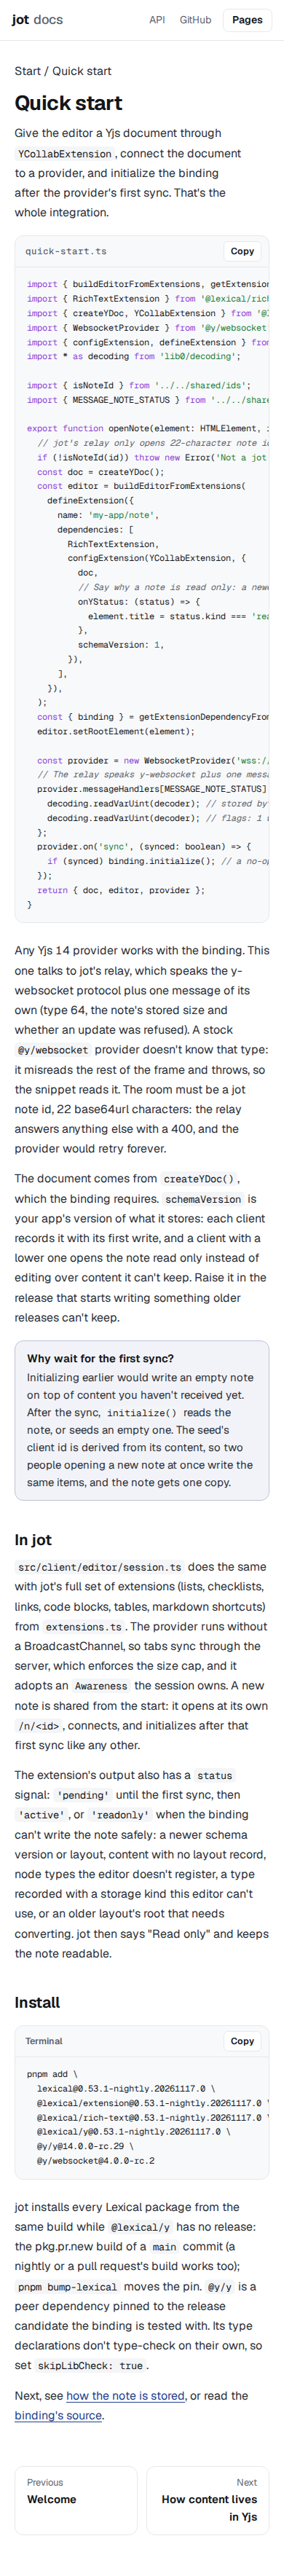 jot docs API GitHub Pages
Start / Quick start
Quick start
Give the editor a Yjs document through
YCollabExtension, connect the document
to a provider, and initialize the binding
after the provider's first sync. That's the
whole integration.
quick-start.ts Copy
import { buildEditorFromExtensions, getExtension
import { RichTextExtension } from '@lexical/rich
import { createYDoc, YCollabExtension } from '@l
import { WebsocketProvider } from '@y/websocket
import { configExtension, defineExtension } from
import * as decoding from 'lib0/decoding';
import { isNoteId } from '../../shared/ids';
import { MESSAGE_NOTE_STATUS } from '../../share
export function openNote(element: HTMLElement, i
// jot's relay only opens 22-character note id
if (!isNoteId(id)) throw new Error('Not a jot
const doc = createYDoc();
const editor = buildEditorFromExtensions(
defineExtension({
name: 'my-app/note',
dependencies: [
RichTextExtension,
configExtension(YCollabExtension, {
doc,
// Say why a note is read only: a newe
onYStatus: (status) => {
element.title = status.kind === 'rea
},
schemaVersion: 1,
}),
],
}),
);
const { binding } = getExtensionDependencyFrom
editor.setRootElement(element);
const provider = new WebsocketProvider('wss:/
// The relay speaks y-websocket plus one messa
provider.messageHandlers[MESSAGE_NOTE_STATUS]
decoding.readVarUint(decoder); // stored by
decoding.readVarUint(decoder); // flags: 1
};
provider.on('sync', (synced: boolean) => {
if (synced) binding.initialize(); // a no-op
});
return { doc, editor, provider };
}
Any Yjs 14 provider works with the binding. This
one talks to jot's relay, which speaks the y-
websocket protocol plus one message of its
own (type 64, the note's stored size and
whether an update was refused). A stock
@y/websocket provider doesn't know that type:
it misreads the rest of the frame and throws, so
the snippet reads it. The room must be a jot
note id, 22 base64url characters: the relay
answers anything else with a 400, and the
provider would retry forever.
The document comes from createYDoc(),
which the binding requires. schemaVersion is
your app's version of what it stores: each client
records it with its first write, and a client with a
lower one opens the note read only instead of
editing over content it can't keep. Raise it in the
release that starts writing something older
releases can't keep.
Why wait for the first sync?
Initializing earlier would write an empty note
on top of content you haven't received yet.
After the sync, initialize() reads the
note, or seeds an empty one. The seed's
client id is derived from its content, so two
people opening a new note at once write the
same items, and the note gets one copy.
In jot
src/client/editor/session.ts does the same
with jot's full set of extensions (lists, checklists,
links, code blocks, tables, markdown shortcuts)
from extensions.ts. The provider runs without
a BroadcastChannel, so tabs sync through the
server, which enforces the size cap, and it
adopts an Awareness the session owns. A new
note is shared from the start: it opens at its own
/n/<id>, connects, and initializes after that
first sync like any other.
The extension's output also has a status
signal: 'pending' until the first sync, then
'active', or 'readonly' when the binding
can't write the note safely: a newer schema
version or layout, content with no layout record,
node types the editor doesn't register, a type
recorded with a storage kind this editor can't
use, or an older layout's root that needs
converting. jot then says "Read only" and keeps
the note readable.
Install
Terminal Copy
pnpm add \
lexical@0.53.1-nightly.20261117.0 \
@lexical/extension@0.53.1-nightly.20261117.0 \
@lexical/rich-text@0.53.1-nightly.20261117.0 \
@lexical/y@0.53.1-nightly.20261117.0 \
@y/y@14.0.0-rc.29 \
@y/websocket@4.0.0-rc.2
jot installs every Lexical package from the
same build while @lexical/y has no release:
the pkg.pr.new build of a main commit (a
nightly or a pull request's build works too);
pnpm bump-lexical moves the pin. @y/y is a
peer dependency pinned to the release
candidate the binding is tested with. Its type
declarations don't type-check on their own, so
set skipLibCheck: true.
Next, see how the note is stored, or read the
binding's source.
Previous
Welcome
Next
How content lives
in Yjs